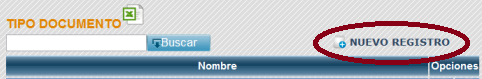 TIPO DOCUMENTO
Buscar NUEVO REGISTRO
Nombre Opciones